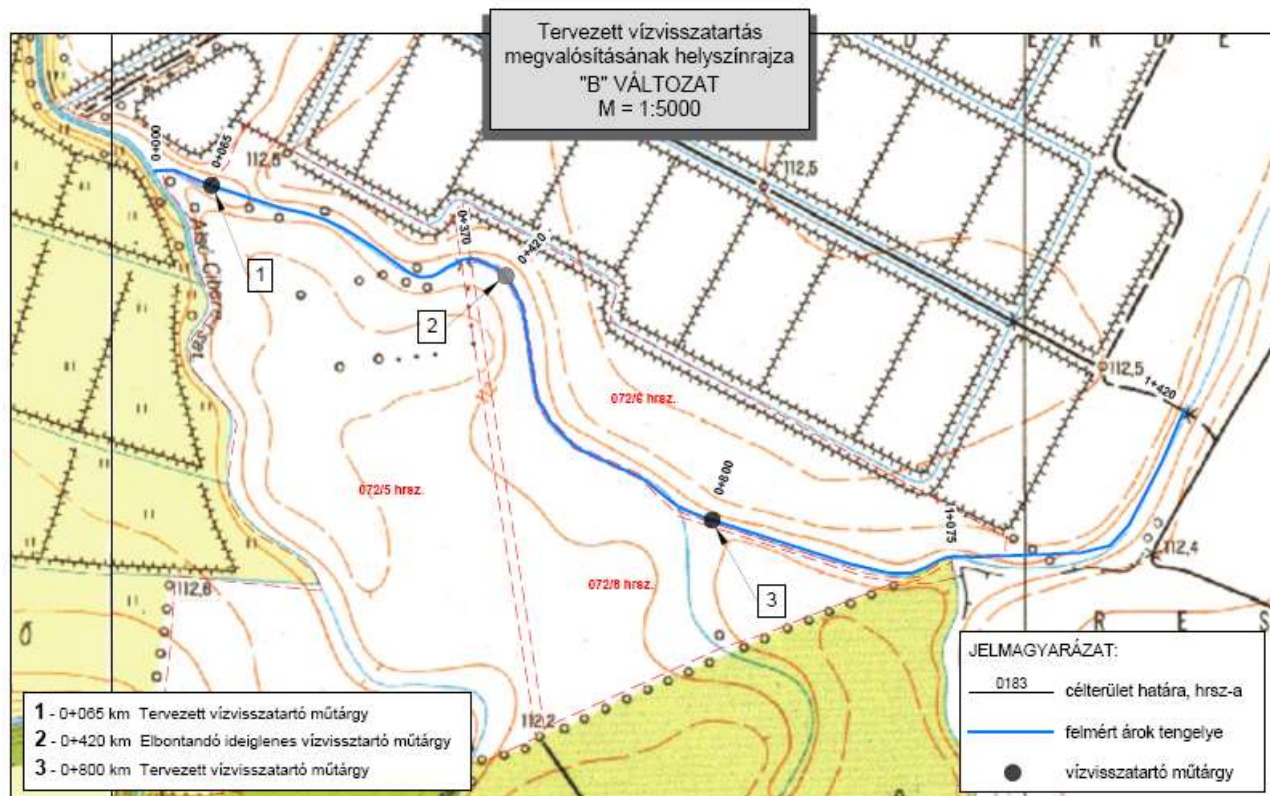 Tervezett vízvisszatartás
megvalósításának helyszínrajza
"B" VÁLTOZAT
M = 1:5000
S Ü E R D E
0+000
0+065
112,6
112,5
0+370
0+420
1
2
Alsó-Ciberei
112,5
1+420
072/6 hrsz.
072/5 hrsz.
0+800
1+075
112,4
112,6
072/8 hrsz.
3
R E S
112,2
JELMAGYARÁZAT:
0183 célterület határa, hrsz-a
felmért árok tengelye
vízvisszatartó műtárgy
1 - 0+065 km Tervezett vízvisszatartó műtárgy
2 - 0+420 km Elbontandó ideiglenes vízvissztartó műtárgy
3 - 0+800 km Tervezett vízvisszatartó műtárgy